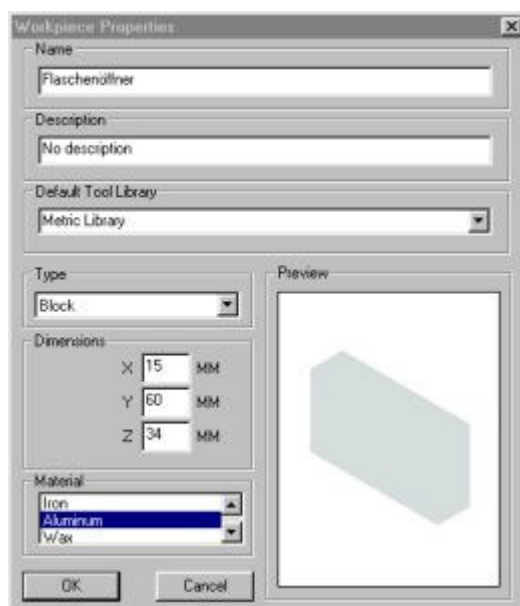 Workpiece Properties
Name
Flaschenöffner
Description
No description
Default Tool Library
Metric Library
Type
Block
Dimensions
X 15 MM
Y 60 MM
Z 34 MM
Material
Iron
Aluminum
Wax
Preview
OK Cancel